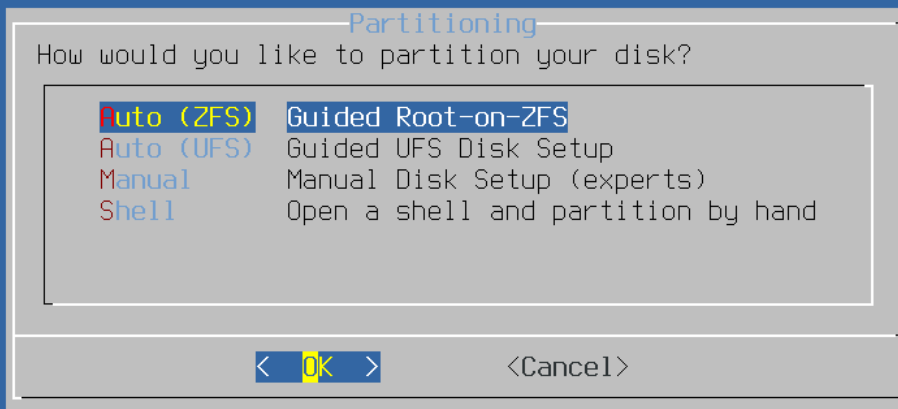 Partitioning
How would you like to partition your disk?
Auto (ZFS) Guided Root-on-ZFS
Auto (UFS) Guided UFS Disk Setup
Manual Manual Disk Setup (experts)
Shell Open a shell and partition by hand
< OK > <Cancel>